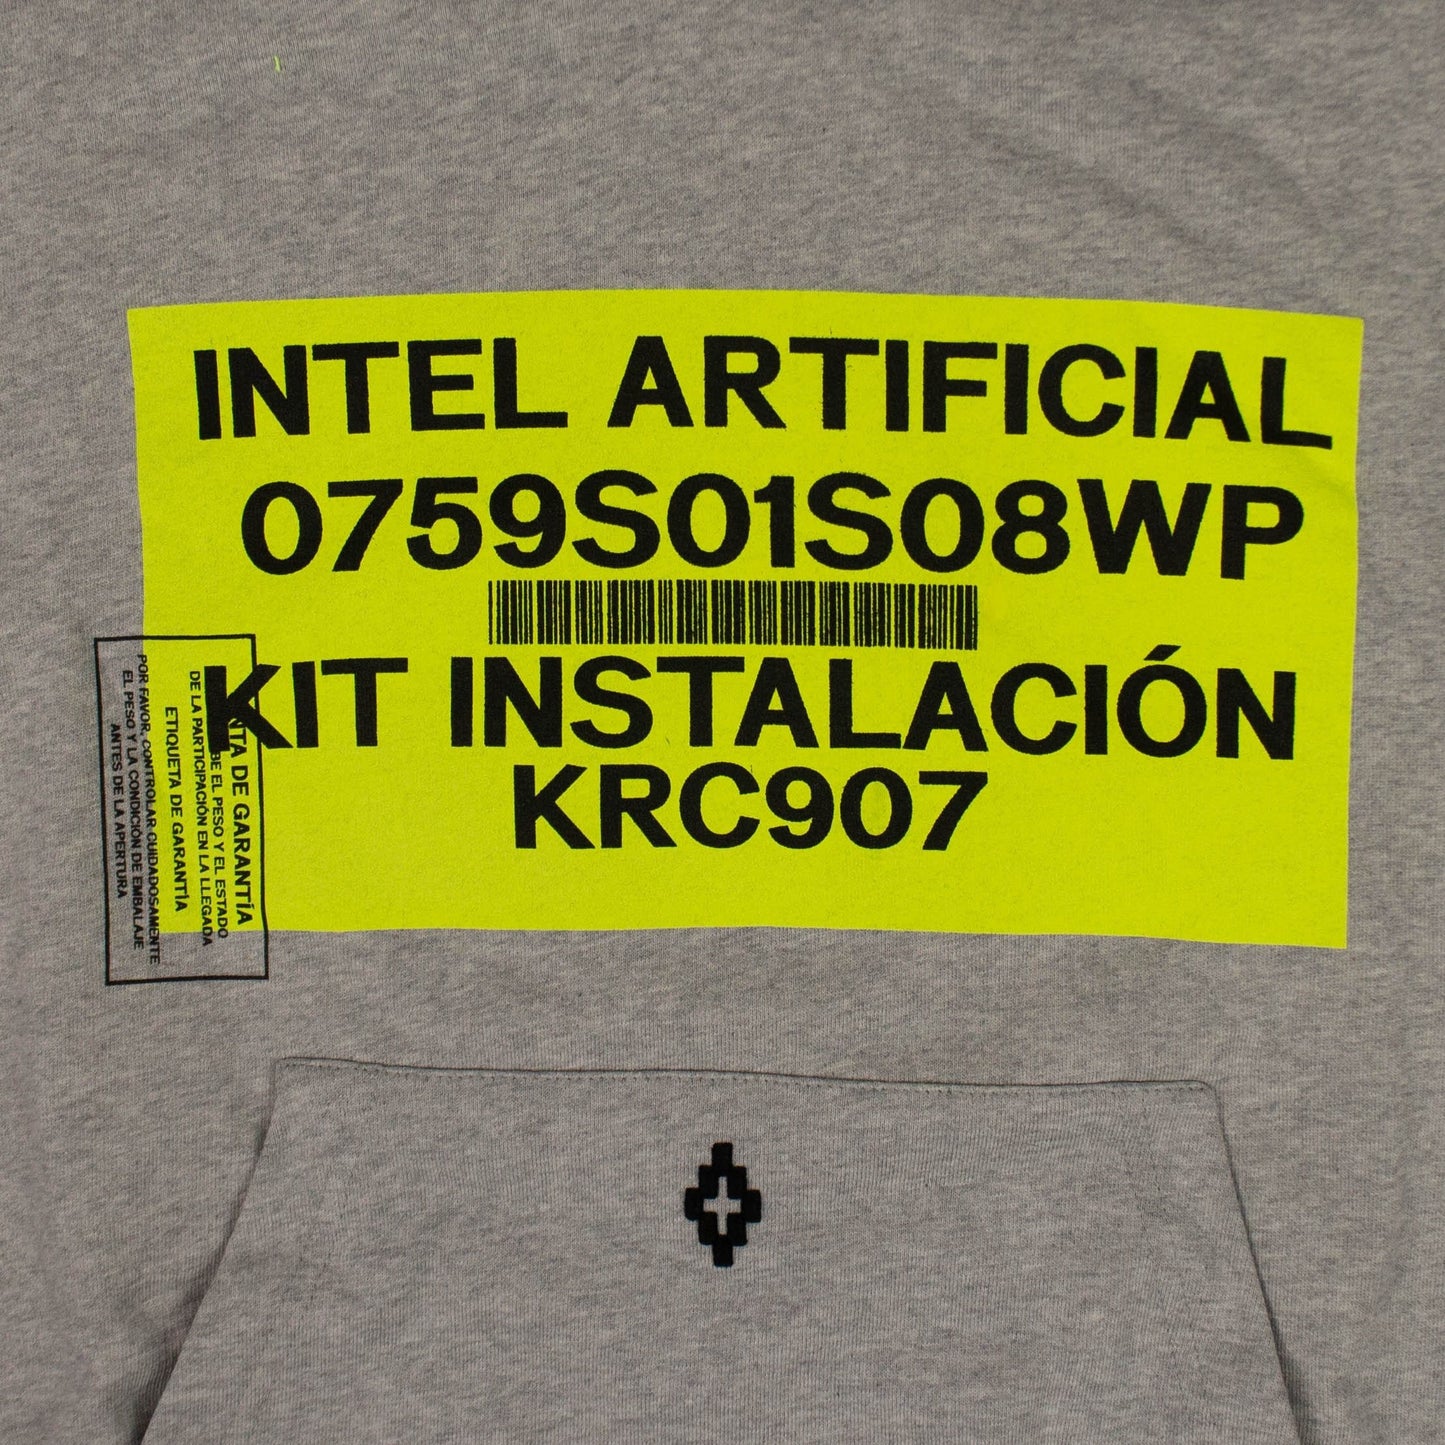 INTEL ARTIFICIAL
0759S01S08WP
KIT INSTALACIÓN
KRC907
DE GARANTÍA
EL PESO Y EL ESTADO
DE LA PARTICIPACIÓN EN LA LLEGADA
ETIQUETA DE GARANTÍA
POR FAVOR, CONTROLAR CUIDADOSAMENTE
EL PESO Y LA CONDICIÓN DE EMBALAJE
ANTES DE LA APERTURA